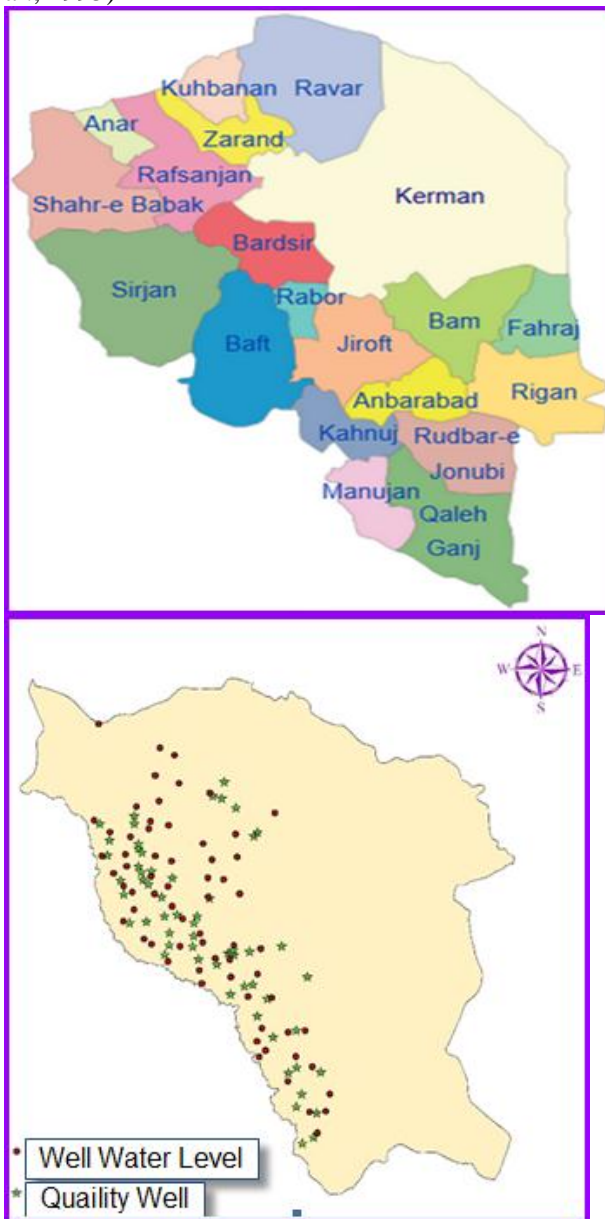 Kuhbanan
Ravar
Anar
Zarand
Rafsanjan
Kerman
Shahr-e Babak
Bardsir
Sirjan
Rabor
Bam
Fahraj
Baft
Jiroft
Anbarabad
Rigan
Kahnuj
Rudbar-e
Jonubi
Manujan
Qaleh
Ganj
N
W
E
S
Well Water Level
Quaility Well